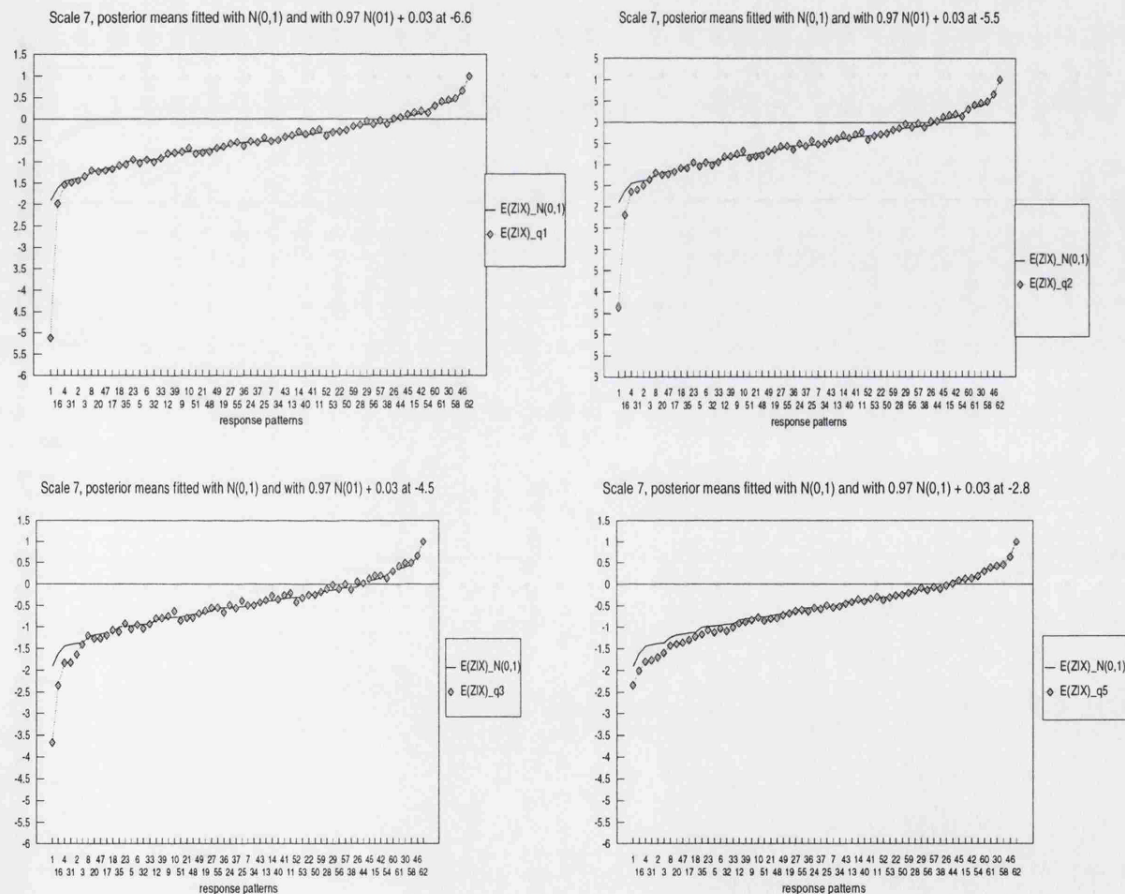 Scale 7, posterior means fitted with N(0,1) and with 0.97 N(01) + 0.03 at -6.6
1.5
1
0.5
0
0.5
-1
1.5
-2
2.5
-3
3.5
-4
4.5
-5
5.5
-6
1 4 2 8 47 18 23 6 33 39 10 21 49 27 36 37 7 43 14 41 52 22 59 29 57 26 45 42 60 30 46
16 31 3 20 17 35 5 32 12 9 51 48 19 55 24 25 34 13 40 11 53 50 28 56 38 44 15 54 58 62
response patterns
E(Z|X)_N(0,1)
E(Z|X)_q1
Scale 7, posterior means fitted with N(0,1) and with 0.97 N(01) + 0.03 at -5.5
1 4 2 8 47 18 23 6 33 39 10 21 49 27 36 37 7 43 14 41 52 22 59 29 57 26 45 42 60 30 46
16 31 3 20 17 35 5 32 12 9 51 48 19 55 24 25 34 13 40 11 53 50 28 56 38 44 15 54 61 58 62
response patterns
E(Z|X)_N(0,1)
E(Z|X)_q2
Scale 7, posterior means fitted with N(0,1) and with 0.97 N(01) + 0.03 at -4.5
1.5
1
0.5
0
-0.5
-1
-1.5
-2
-2.5
-3
-3.5
-4
-4.5
-5
-5.5
-6
1 4 2 8 47 18 23 6 33 39 10 21 49 27 36 37 7 43 14 41 52 22 59 29 57 26 45 42 60 30 46
16 31 3 20 17 35 5 32 12 9 51 48 19 55 24 25 34 13 40 11 53 50 28 56 38 44 15 54 61 58 62
response patterns
E(Z|X)_N(0,1)
E(Z|X)_q3
Scale 7, posterior means fitted with N(0,1) and with 0.97 N(0,1) + 0.03 at -2.8
1.5
1
0.5
0
-0.5
-1
-1.5
-2
-2.5
-3
-3.5
-4
-4.5
-5
-5.5
-6
1 4 2 8 47 18 23 6 33 39 10 21 49 27 36 37 7 43 14 41 52 22 59 29 57 26 45 42 60 30 46
16 31 3 20 17 35 5 32 12 9 51 48 19 55 24 25 34 13 40 11 53 50 28 56 38 44 15 54 61 58 62
response patterns
E(Z|X)_N(0,1)
E(Z|X)_q5